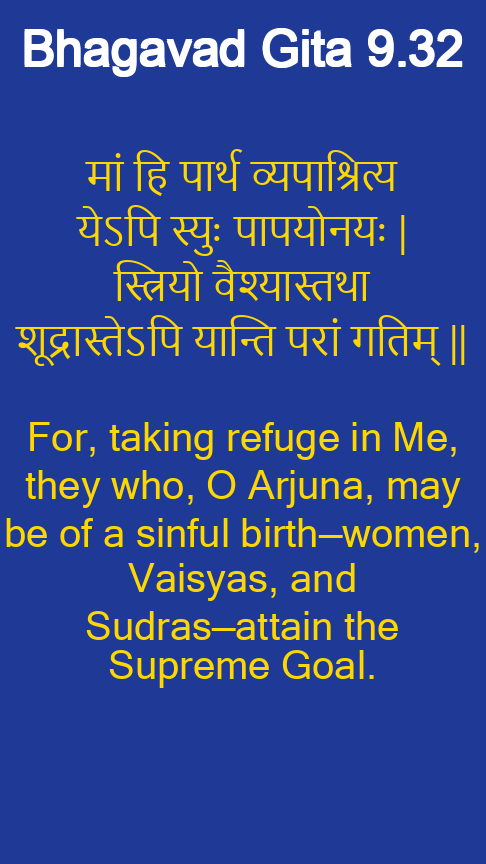 Bhagavad Gita 9.32
मां हि पार्थ व्यपाश्रित्य
येऽपि स्युः पापयोनयः |
स्त्रियो वैश्यास्तथा
शूद्रास्तेऽपि यान्ति परां गतिम् ||
For, taking refuge in Me,
they who, O Arjuna, may
be of a sinful birth—women,
Vaisyas, and
Sudras—attain the
Supreme Goal.